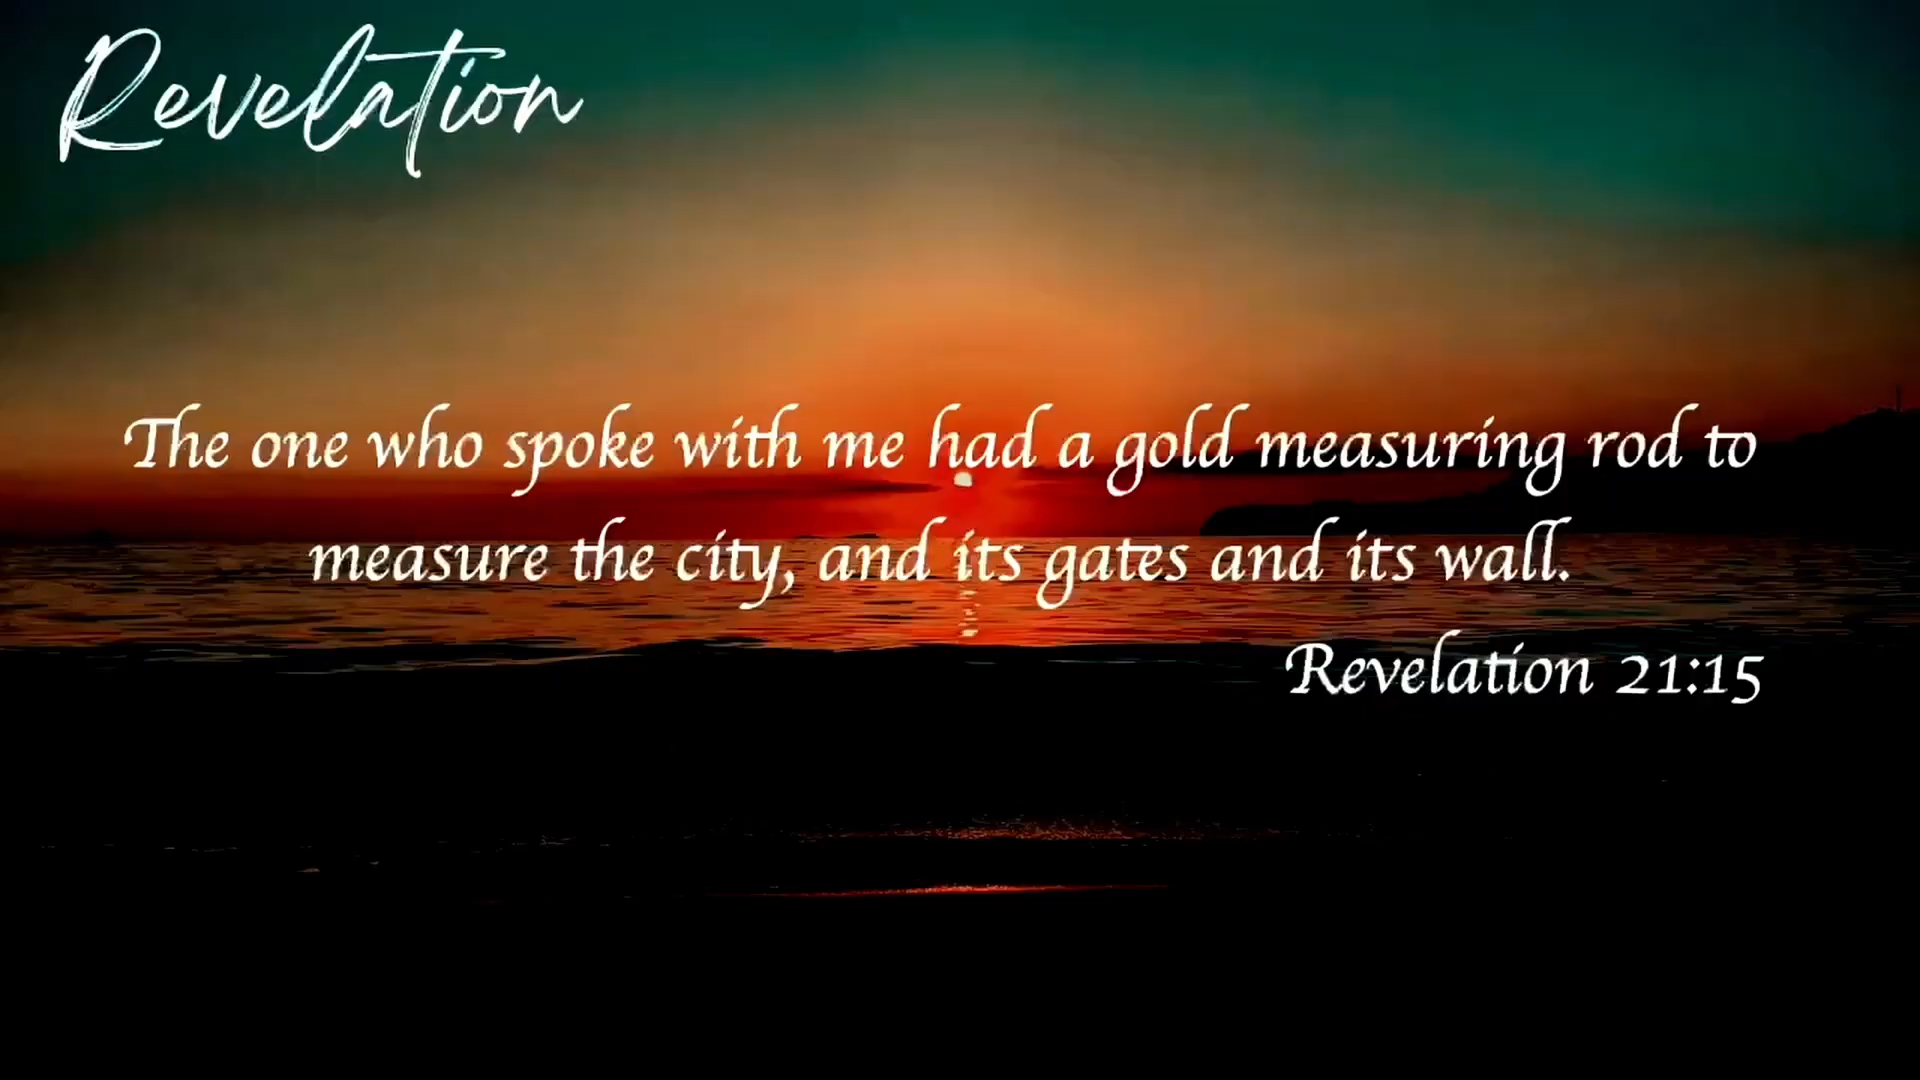 Revelation
The one who spoke with me had a gold measuring rod to
measure the city, and its gates and its wall.
Revelation 21:15